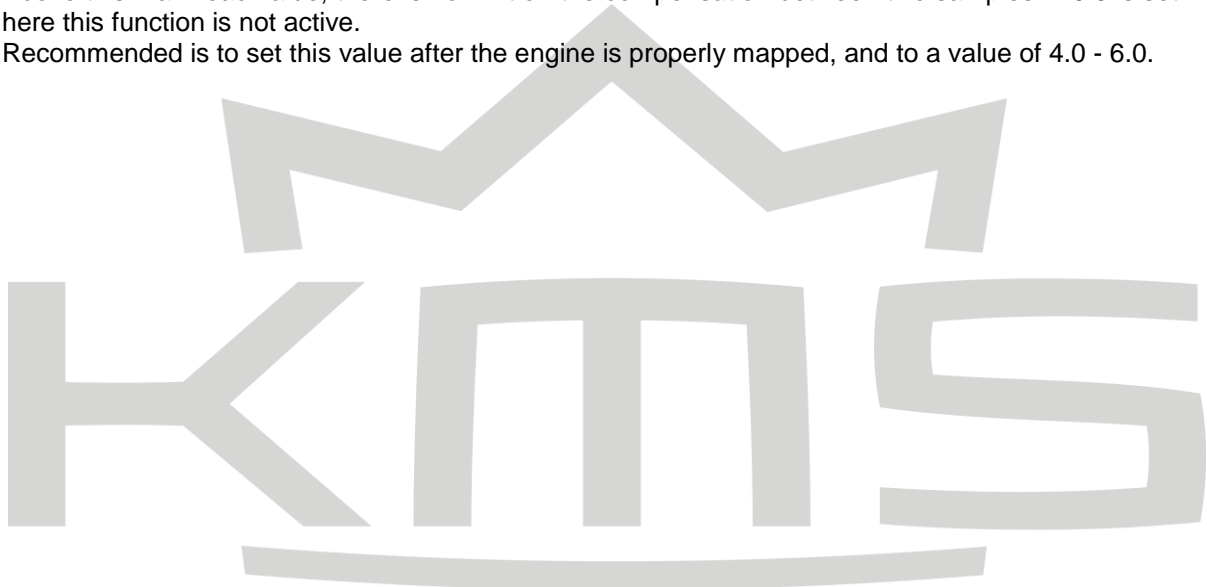 here this function is not active.
Recommended is to set this value after the engine is properly mapped, and to a value of 4.0 - 6.0.
KMS